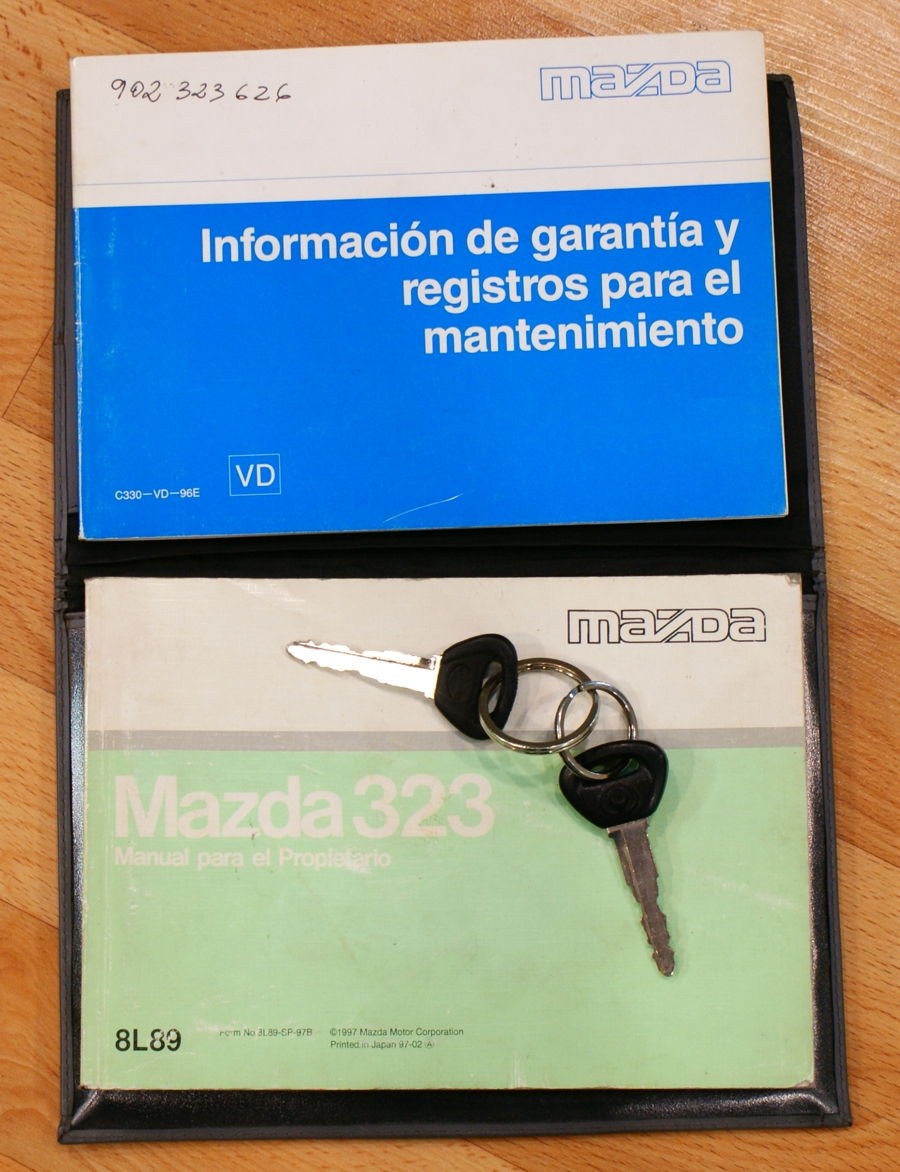 902 323 626
mazda
Información de garantía y
registros para el
mantenimiento
VD
C330-VD-96E
mazda
Mazda 323
Manual para el Propietario
8L89
Form No 8L89-SP-97B
©1997 Mazda Motor Corporation
Printed in Japan 97-02 Ⓐ